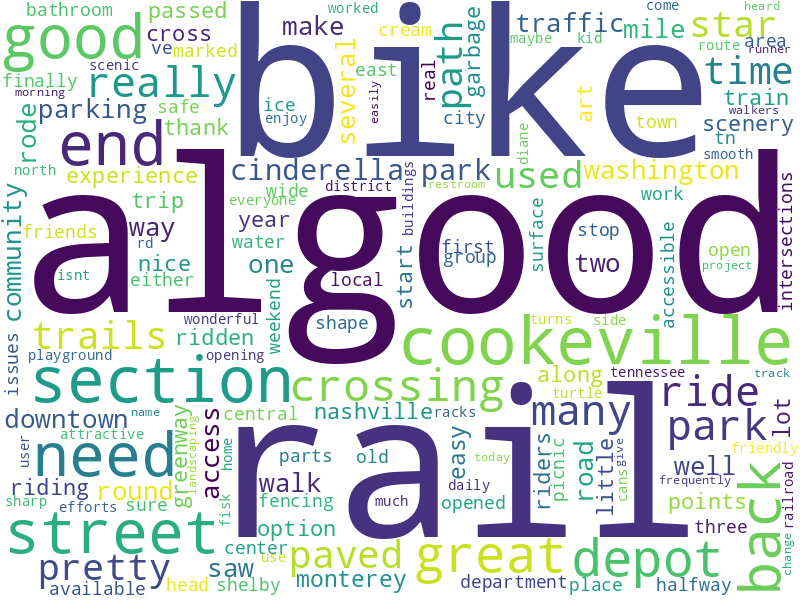 bathroom passed worked cream come heard
good cross make traffic mile star
ve marked bike maybe kid route area runner
scenic several path garbage
finally really east time
morning parking safe ice real easily art train
rode thank enjoy city town walkers
end scenery tn
north diane smooth
experience cinderella park used washington
wide district restroom
trip everyone buildings work
community friends way year first stop open
rd water group two project
nice one start surface accessible intersections
isnt either local algood
weekend
wonderful shape
trails ridden turns side
issues playground opening cookeville
section crossing along tennessee track
turtle ride
downtown name central nashville racks many
attractive greenway access rail park lot
need landscaping parts old easy riders picnic road little give well friendly
user home daily today cans frequently
riding round walk much railroad
sharp efforts sure fisk fencing opened points
street option three back
center paved great depot change
pretty saw use
available head shelby monterey department place halfway